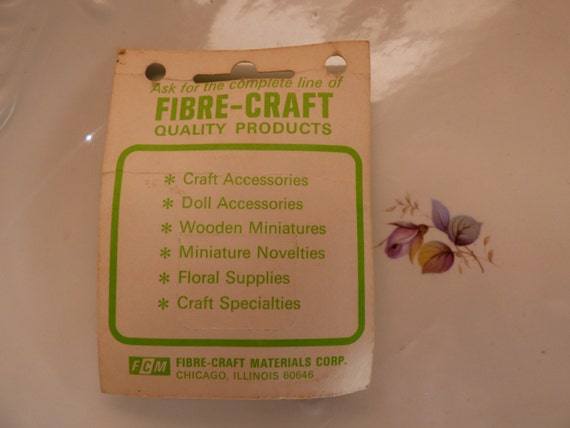 Ask for the complete line of
FIBRE-CRAFT
QUALITY PRODUCTS
* Craft Accessories
* Doll Accessories
* Wooden Miniatures
* Miniature Novelties
* Floral Supplies
* Craft Specialties
FCM FIBRE-CRAFT MATERIALS CORP.
CHICAGO, ILLINOIS 60646